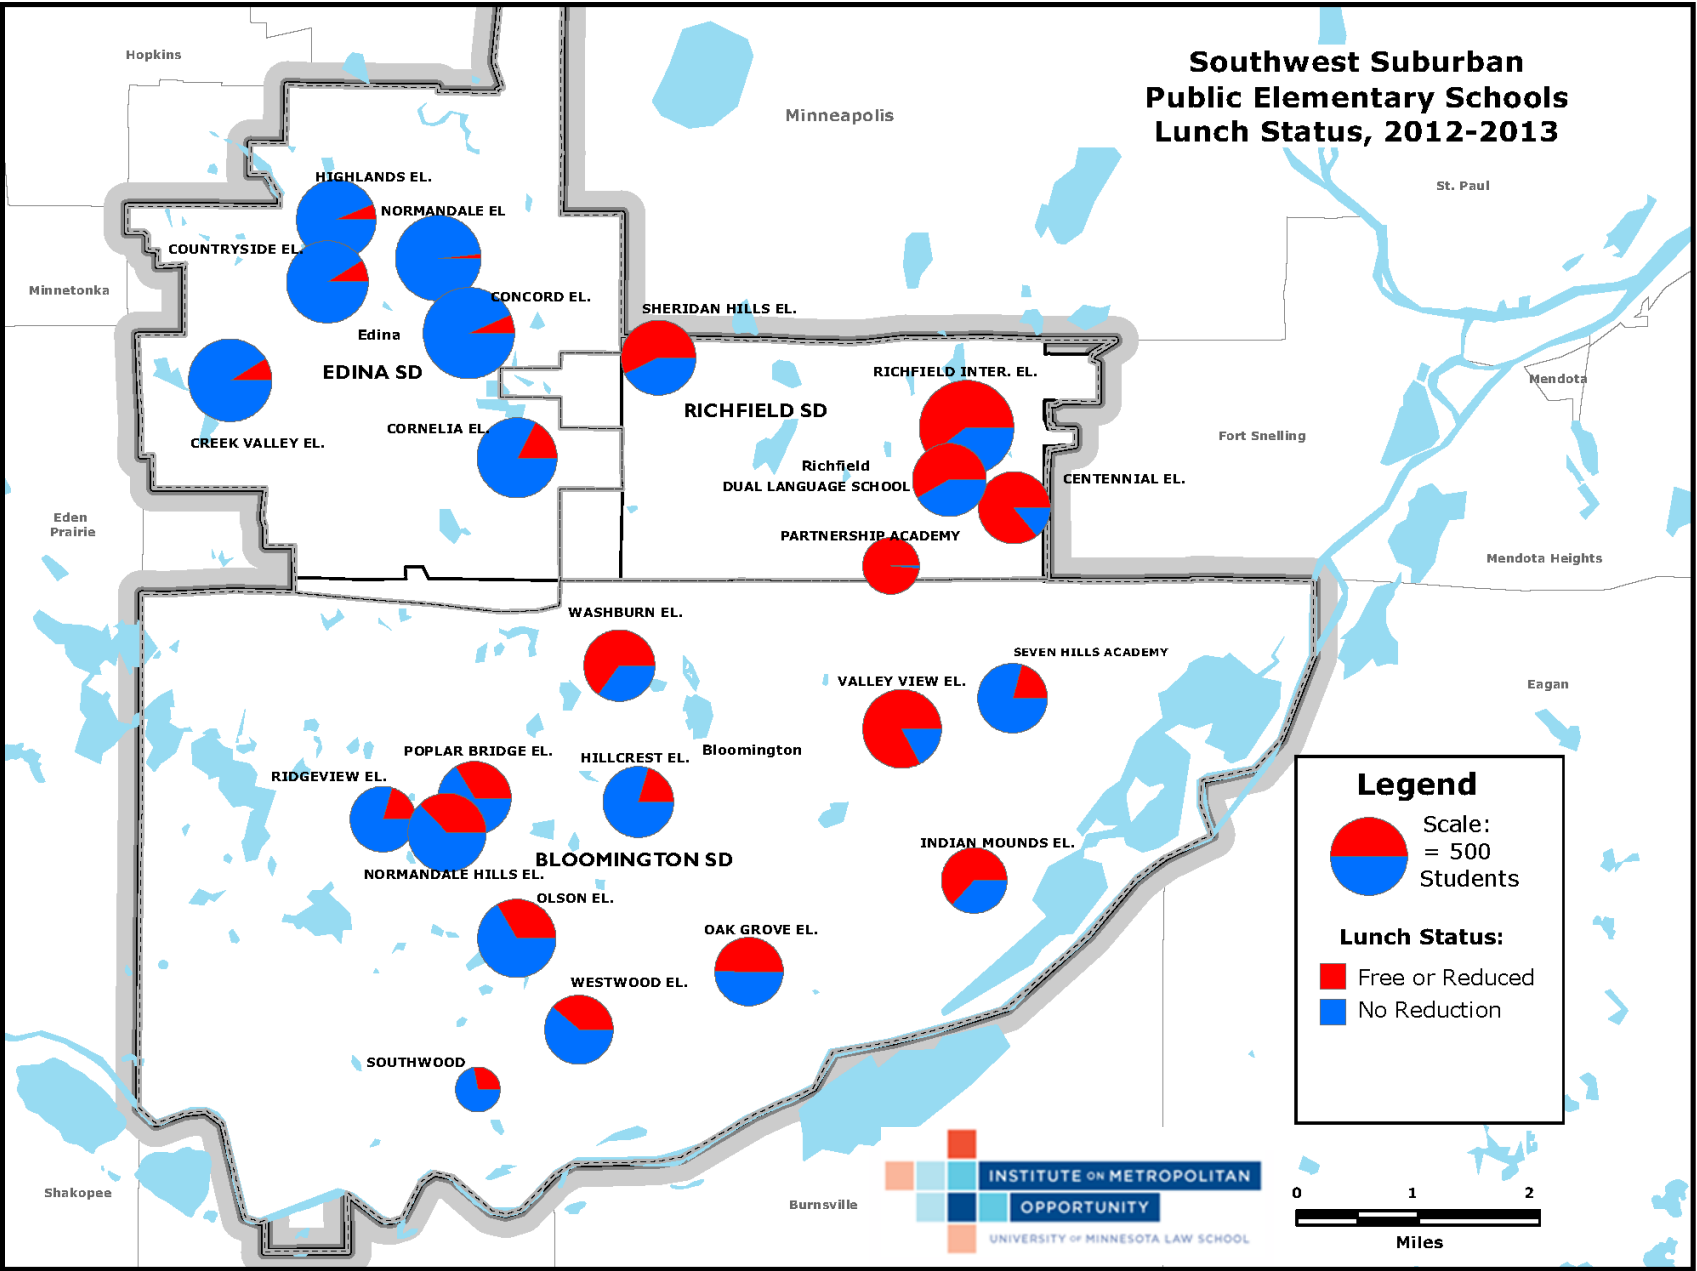 Southwest Suburban
Public Elementary Schools
Lunch Status, 2012-2013
Hopkins
Minneapolis
St. Paul
HIGHLANDS EL.
NORMANDALE EL
COUNTRYSIDE EL.
Minnetonka
CONCORD EL.
SHERIDAN HILLS EL.
Edina
EDINA SD
RICHFIELD INTER. EL.
Mendota
RICHFIELD SD
CORNELIA EL.
CREEK VALLEY EL.
Fort Snelling
Richfield
DUAL LANGUAGE SCHOOL
CENTENNIAL EL.
Eden
Prairie
PARTNERSHIP ACADEMY
Mendota Heights
WASHBURN EL.
SEVEN HILLS ACADEMY
VALLEY VIEW EL.
Eagan
POPLAR BRIDGE EL.
Bloomington
HILLCREST EL.
RIDGEVIEW EL.
INDIAN MOUNDS EL.
BLOOMINGTON SD
NORMANDALE HILLS EL.
OLSON EL.
OAK GROVE EL.
WESTWOOD EL.
SOUTHWOOD
Legend
Scale:
= 500
Students
Lunch Status:
Free or Reduced
No Reduction
Shakopee
Burnsville
INSTITUTE ON METROPOLITAN
OPPORTUNITY
UNIVERSITY OF MINNESOTA LAW SCHOOL
0 1 2
Miles